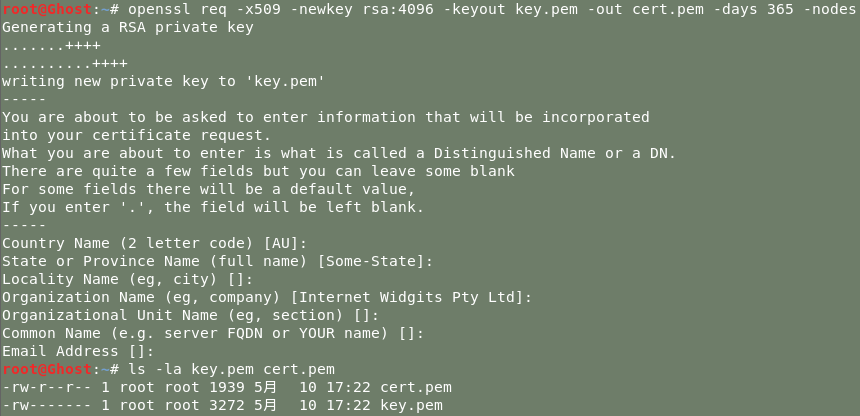 root@Ghost:~# openssl req -x509 -newkey rsa:4096 -keyout key.pem -out cert.pem -days 365 -nodes
Generating a RSA private key
.......++++
..........++++
writing new private key to 'key.pem'
-----
You are about to be asked to enter information that will be incorporated
into your certificate request.
What you are about to enter is what is called a Distinguished Name or a DN.
There are quite a few fields but you can leave some blank
For some fields there will be a default value,
If you enter '.', the field will be left blank.
-----
Country Name (2 letter code) [AU]:
State or Province Name (full name) [Some-State]:
Locality Name (eg, city) []:
Organization Name (eg, company) [Internet Widgits Pty Ltd]:
Organizational Unit Name (eg, section) []:
Common Name (e.g. server FQDN or YOUR name) []:
Email Address []:
root@Ghost:~# ls -la key.pem cert.pem
-rw-r--r-- 1 root root 1939 5月  10 17:22 cert.pem
-rw------- 1 root root 3272 5月  10 17:22 key.pem